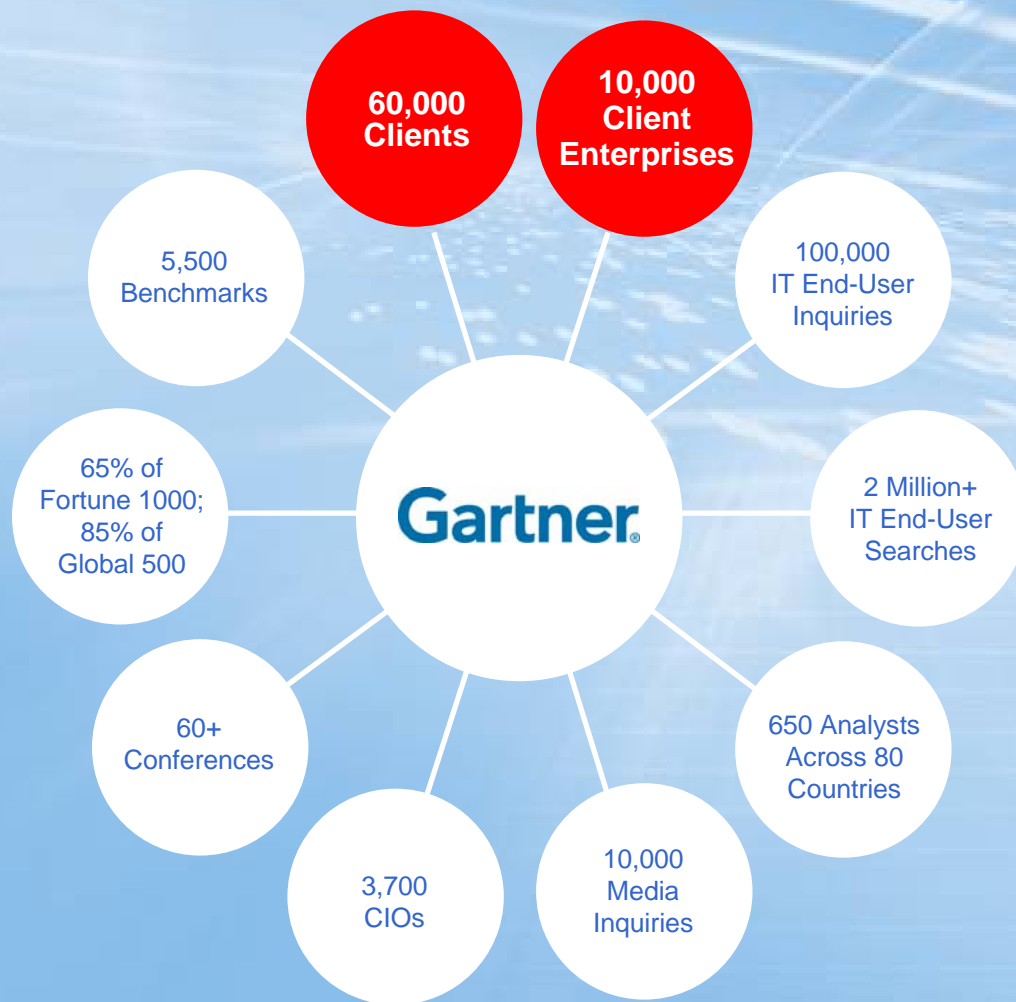 60,000
Clients
10,000
Client
Enterprises
5,500
Benchmarks
100,000
IT End-User
Inquiries
65% of
Fortune 1000;
85% of
Global 500
Gartner®
2 Million+
IT End-User
Searches
60+
Conferences
650 Analysts
Across 80
Countries
3,700
CIOs
10,000
Media
Inquiries